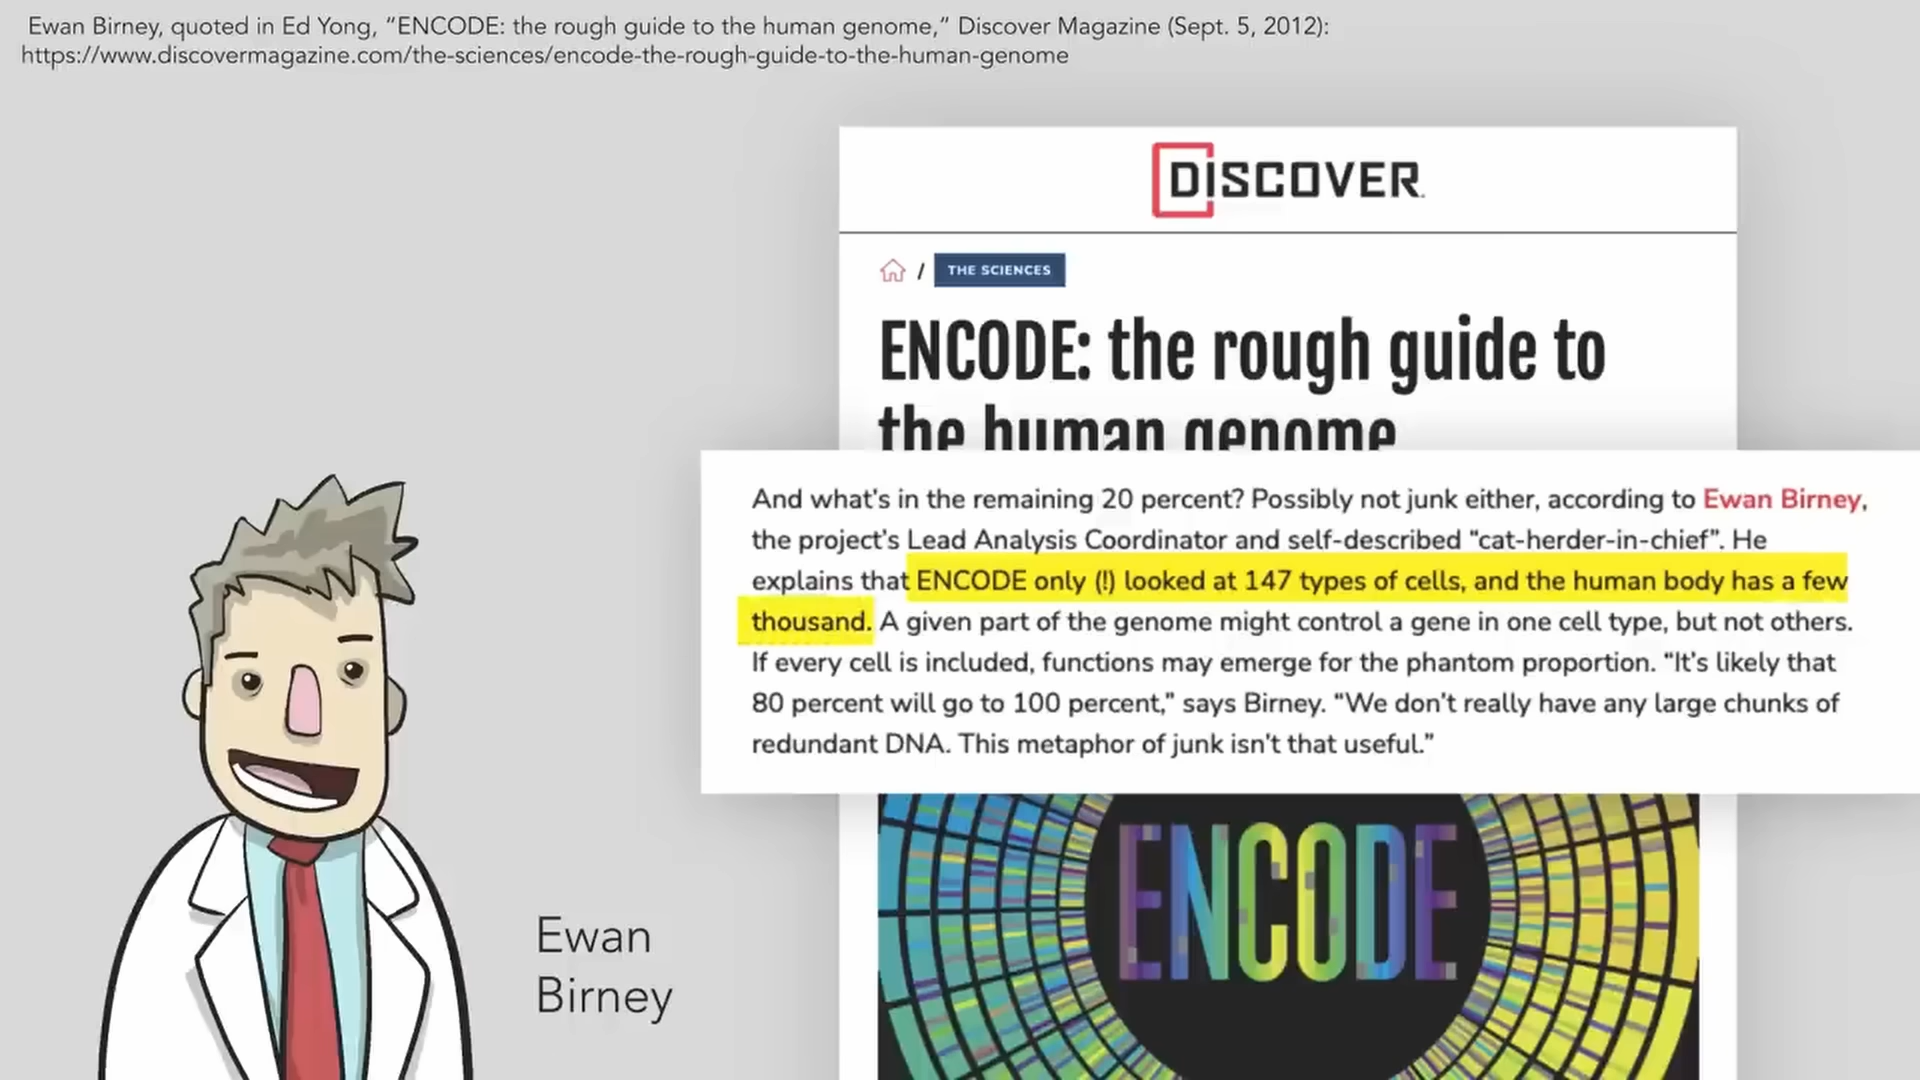 Ewan Birney, quoted in Ed Yong, “ENCODE: the rough guide to the human genome,” Discover Magazine (Sept. 5, 2012):
https://www.discovermagazine.com/the-sciences/encode-the-rough-guide-to-the-human-genome
DISCOVER.
/ THE SCIENCES
ENCODE: the rough guide to
the human genome
And what's in the remaining 20 percent? Possibly not junk either, according to Ewan Birney,
the project's Lead Analysis Coordinator and self-described "cat-herder-in-chief". He
explains that ENCODE only (!) looked at 147 types of cells, and the human body has a few
thousand. A given part of the genome might control a gene in one cell type, but not others.
If every cell is included, functions may emerge for the phantom proportion. "It's likely that
80 percent will go to 100 percent," says Birney. "We don't really have any large chunks of
redundant DNA. This metaphor of junk isn't that useful."
ENCODE
Ewan
Birney